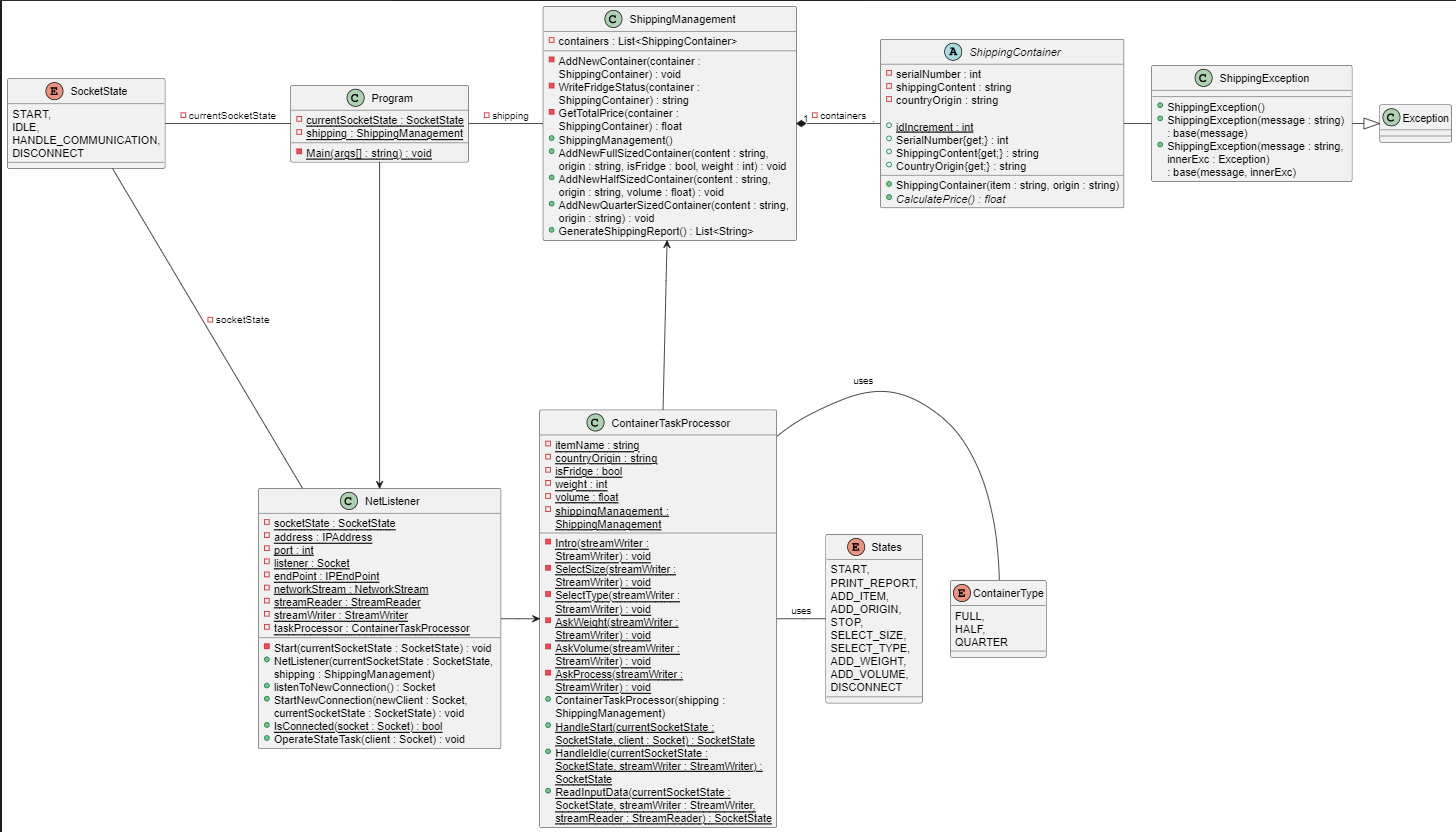 E SocketState
START,
IDLE,
HANDLE_COMMUNICATION,
DISCONNECT
currentSocketState
C Program
currentSocketState : SocketState
shipping : ShippingManagement
Main(args[] : string) : void
shipping
C ShippingManagement
containers : List<ShippingContainer>
AddNewContainer(container :
ShippingContainer) : void
WriteFridgeStatus(container :
ShippingContainer) : string
GetTotalPrice(container :
ShippingContainer) : float
ShippingManagement()
AddNewFullSizedContainer(content : string,
origin : string, isFridge : bool, weight : int) : void
AddNewHalfSizedContainer(content : string,
origin : string, volume : float) : void
AddNewQuarterSizedContainer(content : string,
origin : string) : void
GenerateShippingReport() : List<String>
1
containers
A ShippingContainer
serialNumber : int
shippingContent : string
countryOrigin : string
idIncrement : int
SerialNumber{get;} : int
ShippingContent{get;} : string
CountryOrigin{get;} : string
ShippingContainer(item : string, origin : string)
CalculatePrice() : float
C ShippingException
ShippingException()
ShippingException(message : string)
: base(message)
ShippingException(message : string,
innerExc : Exception)
: base(message, innerExc)
C Exception
socketState
C NetListener
socketState : SocketState
address : IPAddress
port : int
listener : Socket
endPoint : IPEndPoint
networkStream : NetworkStream
streamReader : StreamReader
streamWriter : StreamWriter
taskProcessor : ContainerTaskProcessor
Start(currentSocketState : SocketState) : void
NetListener(currentSocketState : SocketState,
shipping : ShippingManagement)
listenToNewConnection() : Socket
StartNewConnection(newClient : Socket,
currentSocketState : SocketState) : void
IsConnected(socket : Socket) : bool
OperateStateTask(client : Socket) : void
C ContainerTaskProcessor
itemName : string
countryOrigin : string
isFridge : bool
weight : int
volume : float
shippingManagement :
ShippingManagement
Intro(streamWriter :
StreamWriter) : void
SelectSize(streamWriter :
StreamWriter) : void
SelectType(streamWriter :
StreamWriter) : void
AskWeight(streamWriter :
StreamWriter) : void
AskVolume(streamWriter :
StreamWriter) : void
AskProcess(streamWriter :
StreamWriter) : void
ContainerTaskProcessor(shipping :
ShippingManagement)
HandleStart(currentSocketState :
SocketState, client : Socket) : SocketState
HandleIdle(currentSocketState :
SocketState, streamWriter : StreamWriter) :
SocketState
ReadInputData(currentSocketState :
SocketState, streamWriter : StreamWriter,
streamReader : StreamReader) : SocketState
uses
uses
E States
START,
PRINT_REPORT,
ADD_ITEM,
ADD_ORIGIN,
STOP,
SELECT_SIZE,
SELECT_TYPE,
ADD_WEIGHT,
ADD_VOLUME,
DISCONNECT
E ContainerType
FULL,
HALF,
QUARTER